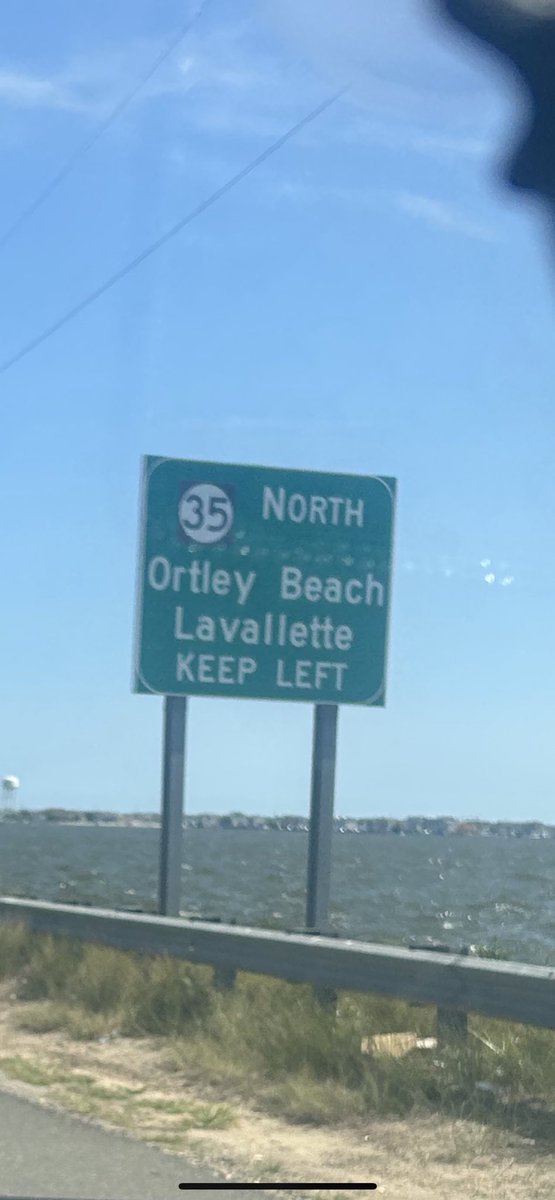 35 NORTH
Ortley Beach
Lavallette
KEEP LEFT